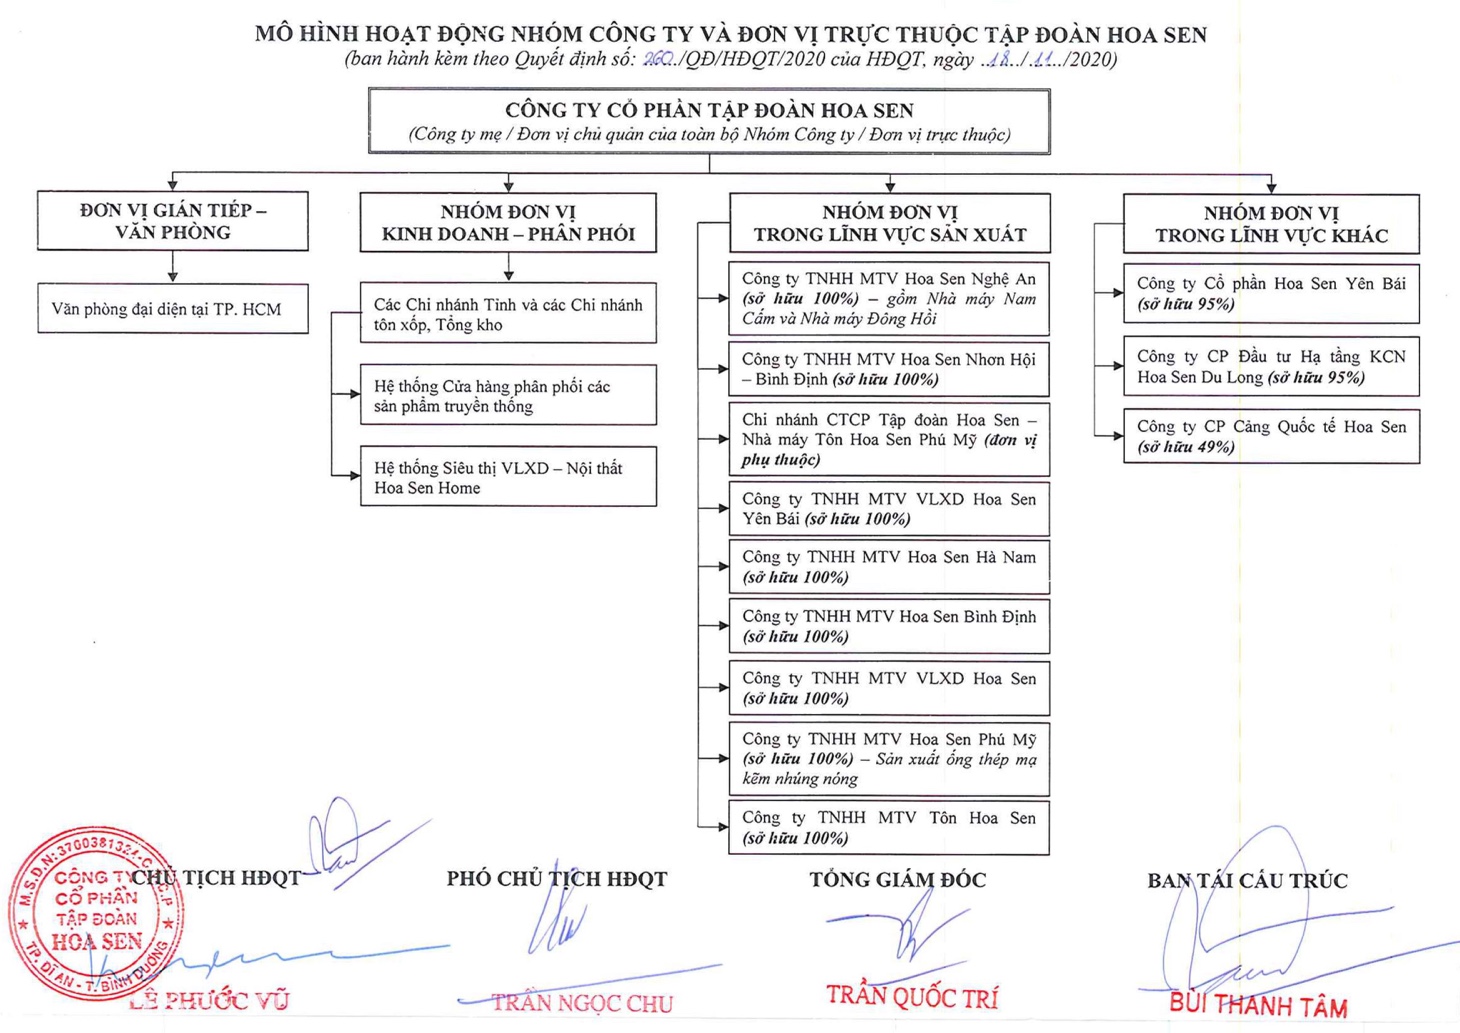 MÔ HÌNH HOẠT ĐỘNG NHÓM CÔNG TY VÀ ĐƠN VỊ TRỰC THUỘC TẬP ĐOÀN HOA SEN
(ban hành kèm theo Quyết định số: 260/QĐ/HĐQT/2020 của HĐQT, ngày ..18../.11../2020)
CÔNG TY CỔ PHẦN TẬP ĐOÀN HOA SEN
(Công ty mẹ / Đơn vị chủ quản của toàn bộ Nhóm Công ty / Đơn vị trực thuộc)
ĐƠN VỊ GIÁN TIẾP –
VĂN PHÒNG
Văn phòng đại diện tại TP. HCM
NHÓM ĐƠN VỊ
KINH DOANH – PHÂN PHỐI
Các Chi nhánh Tỉnh và các Chi nhánh
tôn xốp, Tổng kho
Hệ thống Cửa hàng phân phối các
sản phẩm truyền thống
Hệ thống Siêu thị VLXD – Nội thất
Hoa Sen Home
NHÓM ĐƠN VỊ
TRONG LĨNH VỰC SẢN XUẤT
Công ty TNHH MTV Hoa Sen Nghệ An
(sở hữu 100%) – gồm Nhà máy Nam
Cấm và Nhà máy Đông Hồi
Công ty TNHH MTV Hoa Sen Nhơn Hội
– Bình Định (sở hữu 100%)
Chi nhánh CTCP Tập đoàn Hoa Sen –
Nhà máy Tôn Hoa Sen Phú Mỹ (đơn vị
phụ thuộc)
Công ty TNHH MTV VLXD Hoa Sen
Yên Bái (sở hữu 100%)
Công ty TNHH MTV Hoa Sen Hà Nam
(sở hữu 100%)
Công ty TNHH MTV Hoa Sen Bình Định
(sở hữu 100%)
Công ty TNHH MTV VLXD Hoa Sen
(sở hữu 100%)
Công ty TNHH MTV Hoa Sen Phú Mỹ
(sở hữu 100%) – Sản xuất ống thép mạ
kẽm nhúng nóng
Công ty TNHH MTV Tôn Hoa Sen
(sở hữu 100%)
NHÓM ĐƠN VỊ
TRONG LĨNH VỰC KHÁC
Công ty Cổ phần Hoa Sen Yên Bái
(sở hữu 95%)
Công ty CP Đầu tư Hạ tầng KCN
Hoa Sen Du Long (sở hữu 95%)
Công ty CP Cảng Quốc tế Hoa Sen
(sở hữu 49%)
CHỦ TỊCH HĐQT
PHÓ CHỦ TỊCH HĐQT
TỔNG GIÁM ĐỐC
BAN TÁI CẤU TRÚC
M.S.D.N: 3700381324-C.T.C.P
CÔNG TY
CỔ PHẦN
TẬP ĐOÀN
HOA SEN
TP. DĨ AN - T. BÌNH DƯƠNG
LÊ PHƯỚC VŨ
TRẦN NGỌC CHU
TRẦN QUỐC TRÍ
BÙI THANH TÂM